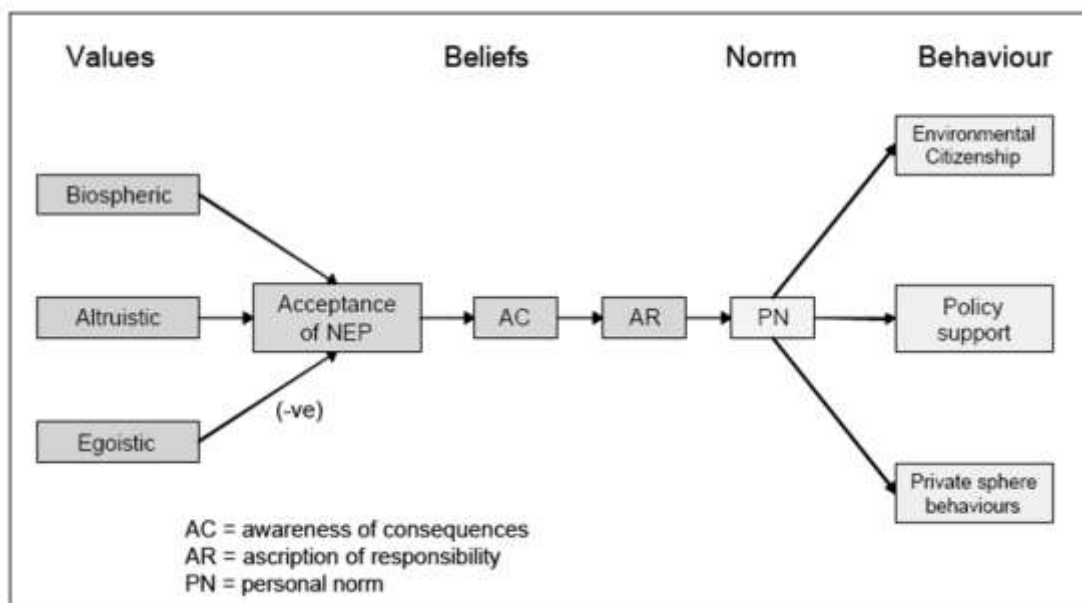 Values Beliefs Norm Behaviour
Environmental
Citizenship
Biospheric
Altruistic
Acceptance
of NEP
AC
AR
PN
Policy
support
(-ve)
Egoistic
Private sphere
behaviours
AC = awareness of consequences
AR = ascription of responsibility
PN = personal norm